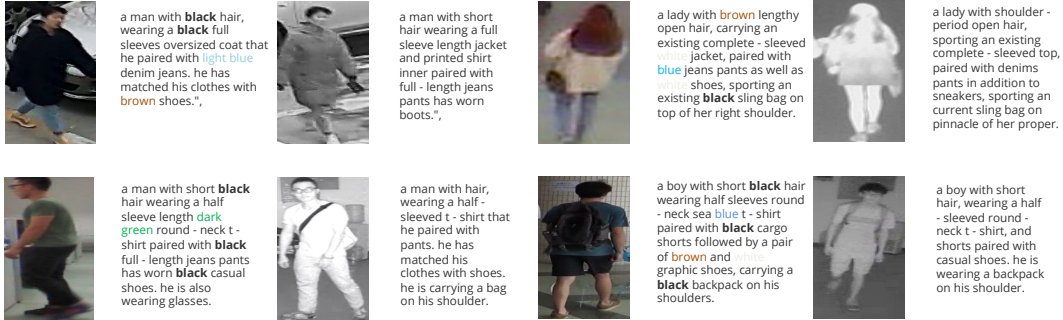 a man with black hair,
wearing a black full
sleeves oversized coat that
he paired with light blue
denim jeans. he has
matched his clothes with
brown shoes.",
a man with short
hair wearing a full
sleeve length jacket
and printed shirt
inner paired with
full - length jeans
pants has worn
boots.",
a lady with brown lengthy
open hair, carrying an
existing complete - sleeved
white jacket, paired with
blue jeans pants as well as
white shoes, sporting an
existing black sling bag on
top of her right shoulder.
a lady with shoulder -
period open hair,
sporting an existing
complete - sleeved top,
paired with denims
pants in addition to
sneakers, sporting an
current sling bag on
pinnacle of her proper.
a man with short black
hair wearing a half -
sleeve length dark
green round - neck t -
shirt paired with black
full - length jeans pants
has worn black casual
shoes. he is also
wearing glasses.
a man with hair,
wearing a half -
sleeved t - shirt that
he paired with
pants. he has
matched his
clothes with shoes.
he is carrying a bag
on his shoulder.
a boy with short black hair
wearing half sleeves round
- neck sea blue t - shirt
paired with black cargo
shorts followed by a pair
of brown and white
graphic shoes, carrying a
black backpack on his
shoulders.
a boy with short
hair, wearing a half
- sleeved round -
neck t - shirt, and
shorts paired with
casual shoes. he is
wearing a backpack
on his shoulder.